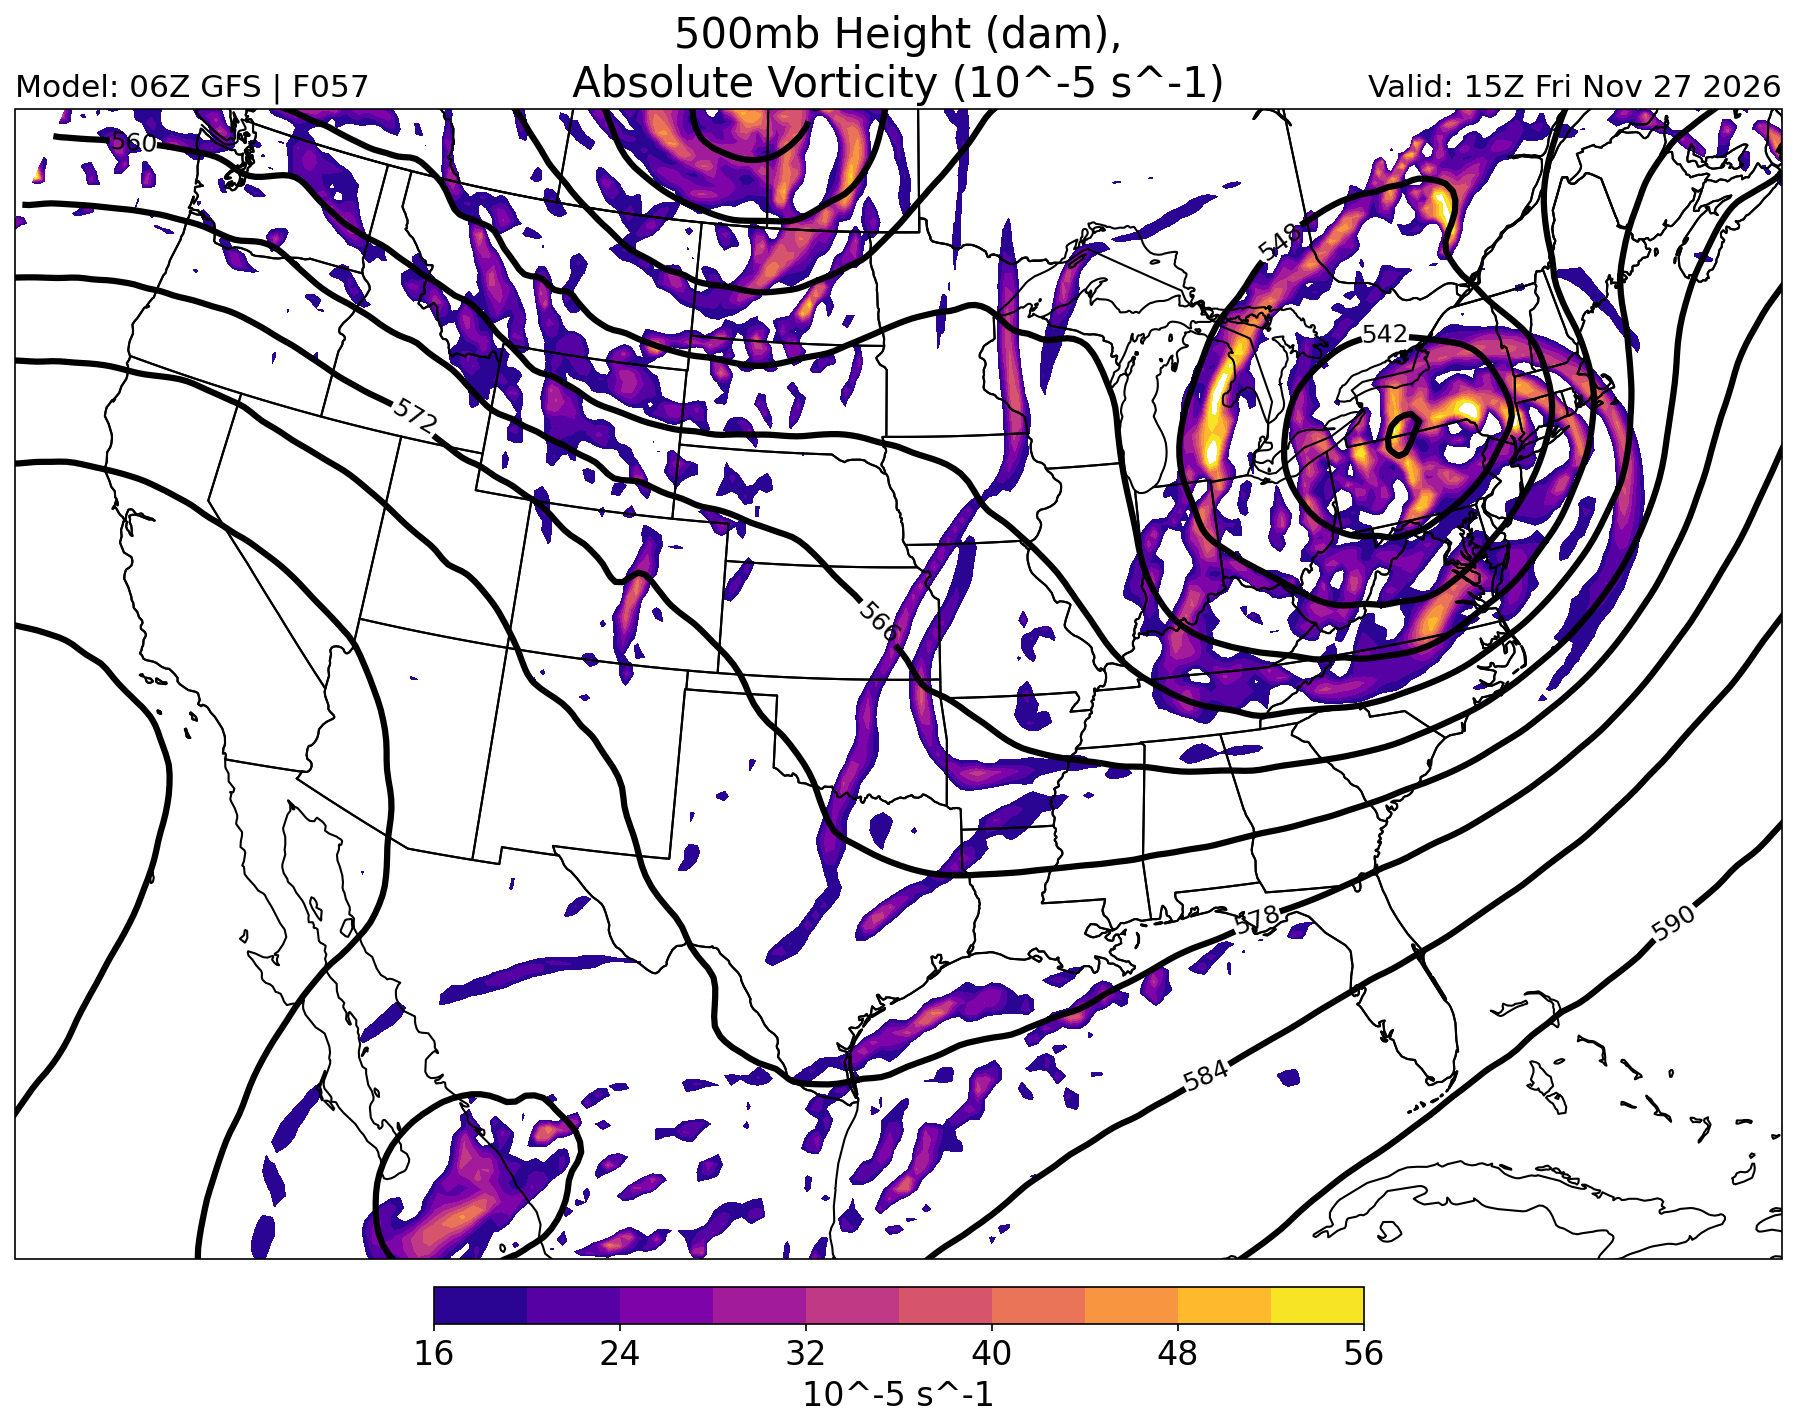 500mb Height (dam),
Model: 06Z GFS | F057
Absolute Vorticity (10^-5 s^-1)
Valid: 15Z Fri Nov 27 2026
560
548
542
572
566
578
590
584
16 24 32 40 48 56
10^-5 s^-1